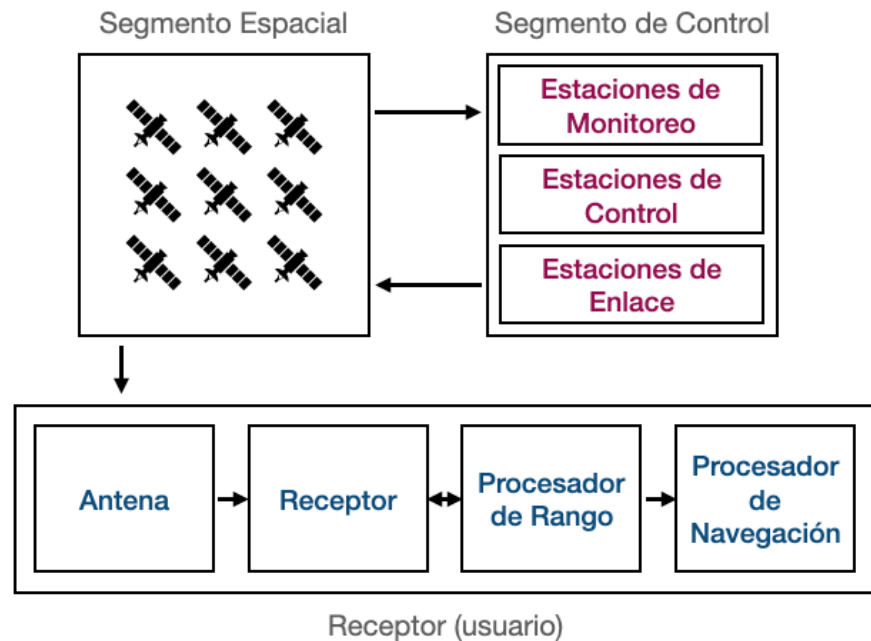 Segmento Espacial
Segmento de Control
Estaciones de
Monitoreo
Estaciones de
Control
Estaciones de
Enlace
Antena
Receptor
Procesador
de Rango
Procesador
de
Navegación
Receptor (usuario)